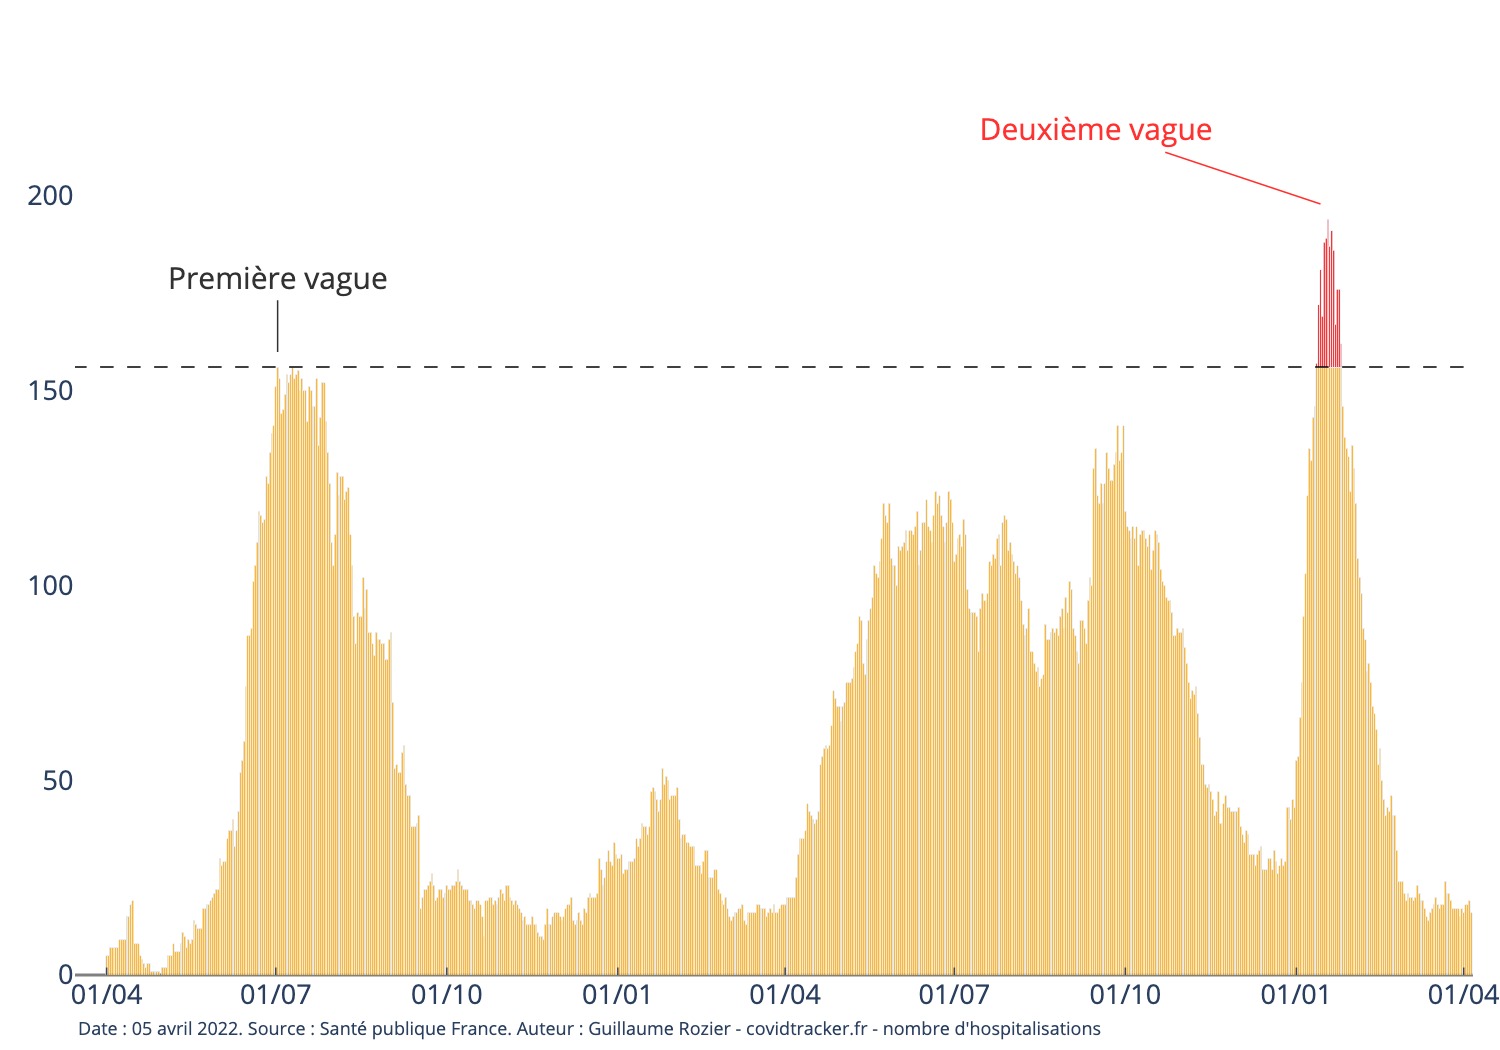 Deuxième vague
200
Première vague
150
100
50
0
01/04 01/07 01/10 01/01 01/04 01/07 01/10 01/01 01/04
Date : 05 avril 2022. Source : Santé publique France. Auteur : Guillaume Rozier - covidtracker.fr - nombre d'hospitalisations